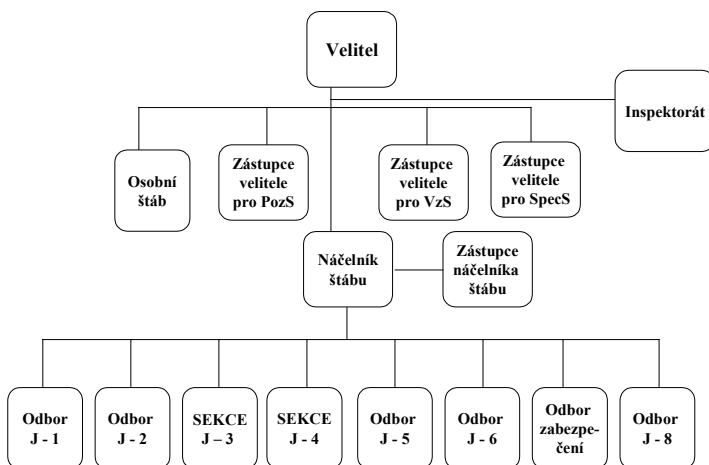 Velitel
Inspektorát
Osobní
štáb
Zástupce
velitele
pro PozS
Zástupce
velitele
pro VzS
Zástupce
velitele
pro SpecS
Náčelník
štábu
Zástupce
náčelníka
štábu
Odbor
J - 1
Odbor
J - 2
SEKCE
J – 3
SEKCE
J - 4
Odbor
J - 5
Odbor
J - 6
Odbor
zabezpe-
čení
Odbor
J - 8